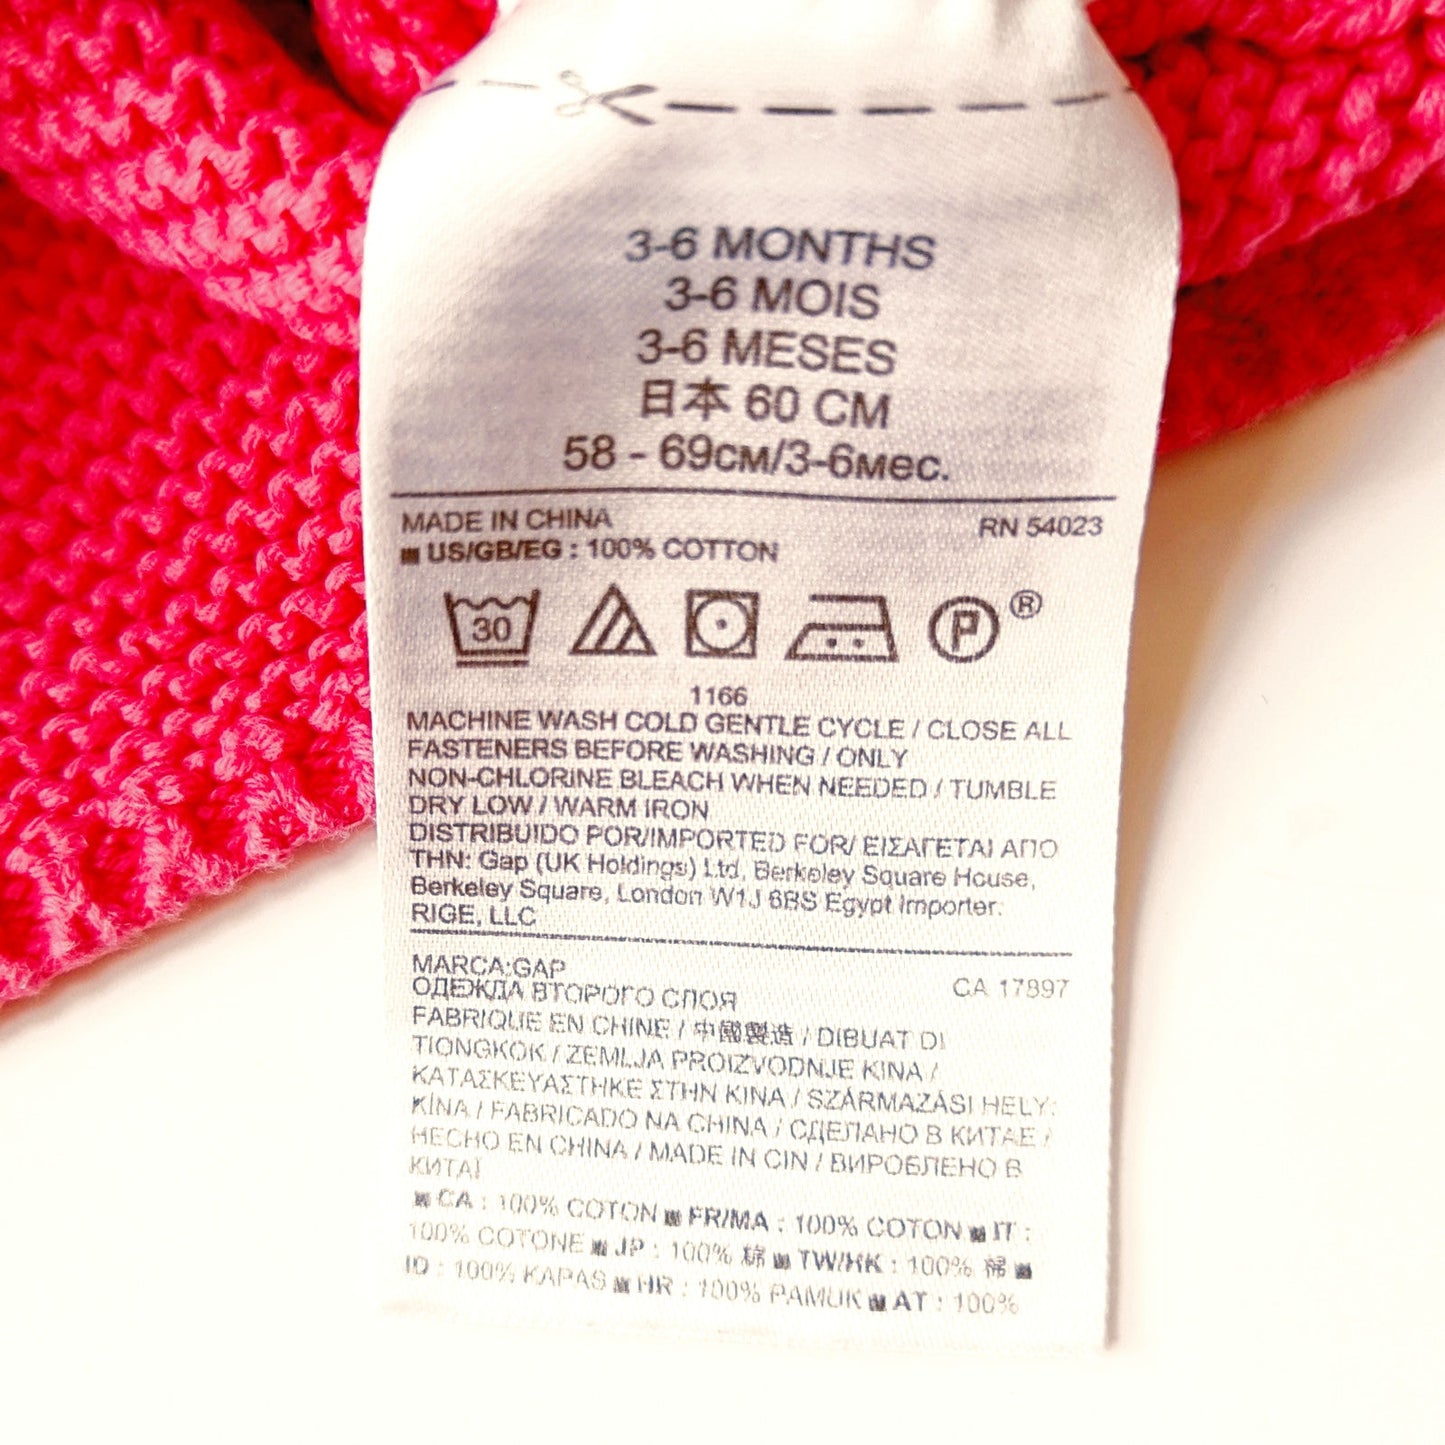 3-6 MONTHS
3-6 MOIS
3-6 MESES
日本 60 CM
58 - 69см/3-6мес.
MADE IN CHINA RN 54023
US/GB/EG : 100% COTTON
30 P ®
1166
MACHINE WASH COLD GENTLE CYCLE / CLOSE ALL
FASTENERS BEFORE WASHING / ONLY
NON-CHLORINE BLEACH WHEN NEEDED / TUMBLE
DRY LOW / WARM IRON
DISTRIBUIDO POR/IMPORTED FOR/ ΕΙΣΑΓΕΤΑΙ ΑΠΟ
ΤΗΝ: Gap (UK Holdings) Ltd, Berkeley Square House,
Berkeley Square, London W1J 6BS Egypt Importer:
RIGE, LLC
MARCA:GAP
ОДЕЖДА ВТОРОГО СЛОЯ CA 17897
FABRIQUE EN CHINE / 中國製造 / DIBUAT DI
TIONGKOK / ZEMLJA PROIZVODNJE KINA /
ΚΑΤΑΣΚΕΥΑΣΤΗΚΕ ΣΤΗΝ ΚΙΝΑ / SZÁRMAZÁSI HELY:
KÍNA / FABRICADO NA CHINA / СДЕЛАНО В КИТАЕ /
HECHO EN CHINA / MADE IN CIN / ВИРОБЛЕНО В
КИТАЇ
CA : 100% COTON FR/MA : 100% COTON IT :
100% COTONE JP : 100% 綿 TW/HK : 100% 棉
ID : 100% KAPAS HR : 100% PAMUK AT : 100%